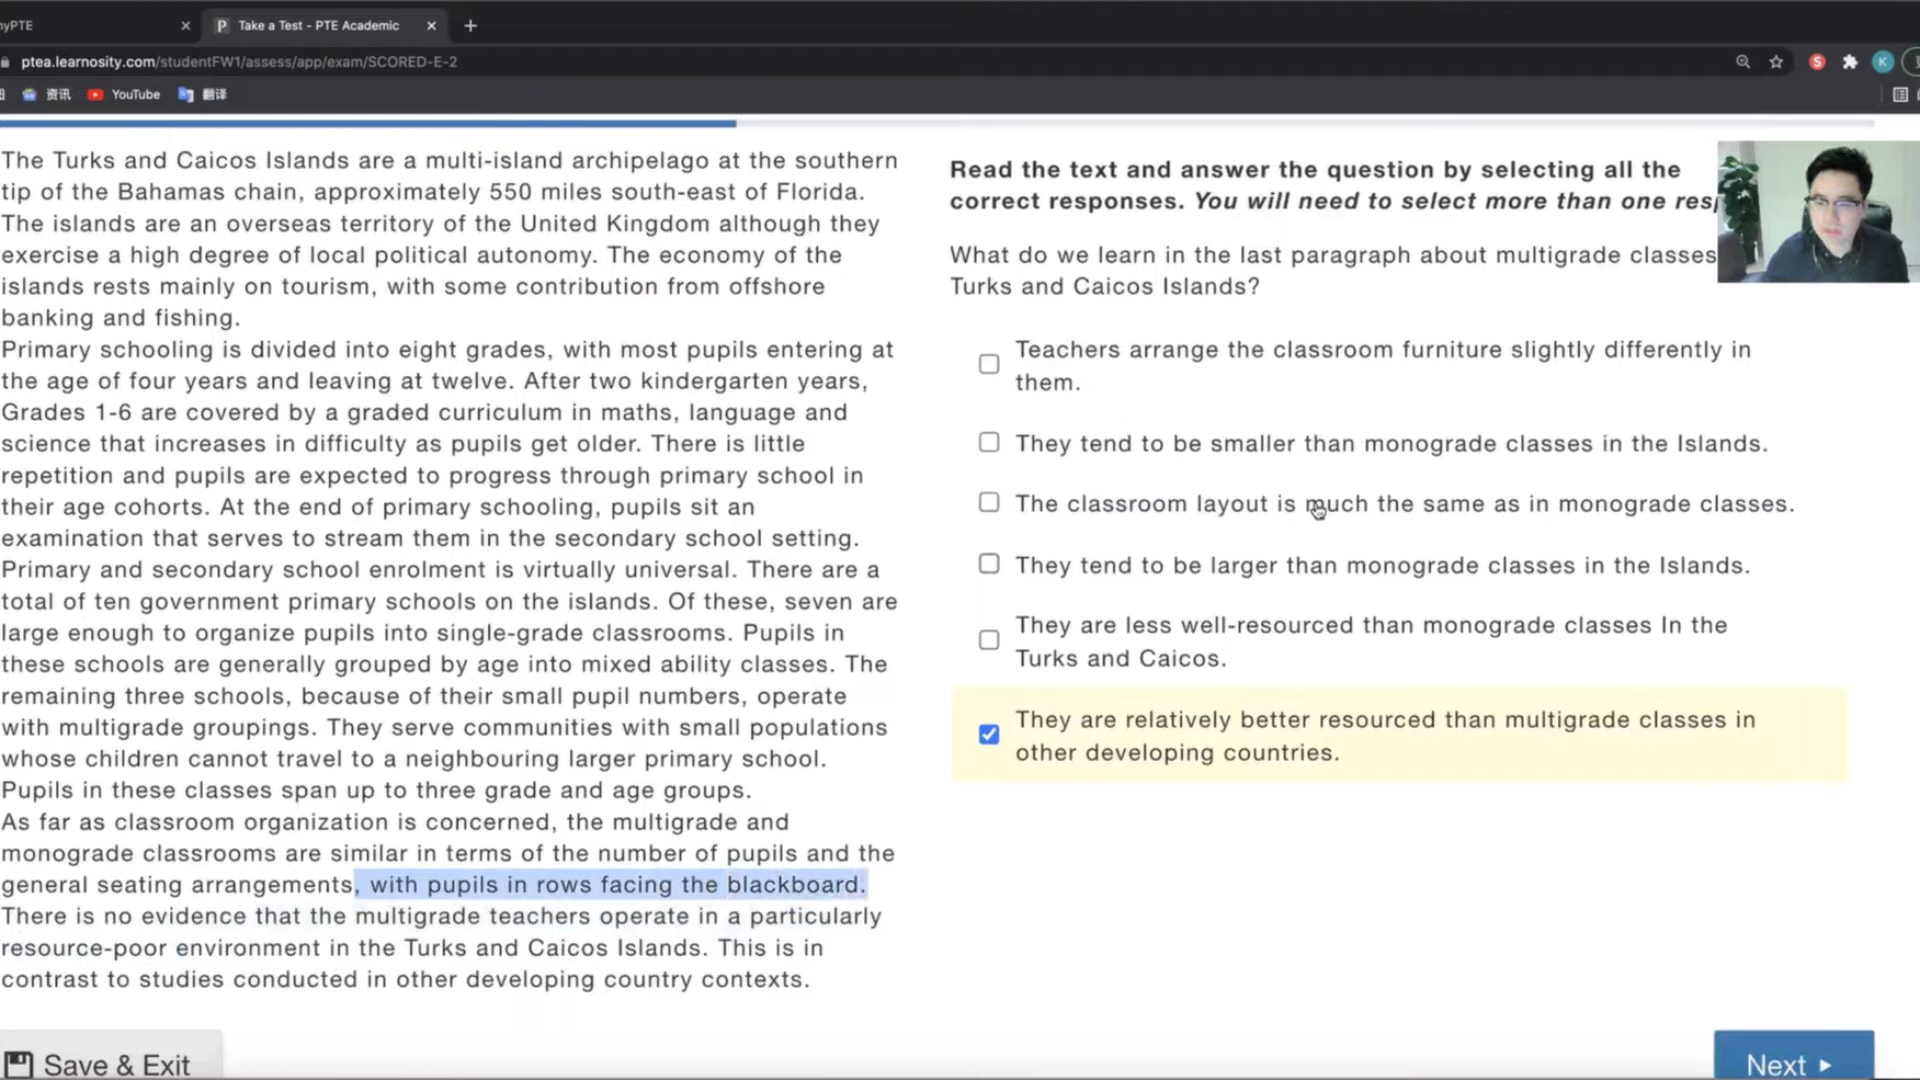 nyPTE
Take a Test - PTE Academic
ptea.learnosity.com/studentFW1/assess/app/exam/SCORED-E-2
资讯
YouTube
翻译
The Turks and Caicos Islands are a multi-island archipelago at the southern
tip of the Bahamas chain, approximately 550 miles south-east of Florida.
The islands are an overseas territory of the United Kingdom although they
exercise a high degree of local political autonomy. The economy of the
islands rests mainly on tourism, with some contribution from offshore
banking and fishing.
Primary schooling is divided into eight grades, with most pupils entering at
the age of four years and leaving at twelve. After two kindergarten years,
Grades 1-6 are covered by a graded curriculum in maths, language and
science that increases in difficulty as pupils get older. There is little
repetition and pupils are expected to progress through primary school in
their age cohorts. At the end of primary schooling, pupils sit an
examination that serves to stream them in the secondary school setting.
Primary and secondary school enrolment is virtually universal. There are a
total of ten government primary schools on the islands. Of these, seven are
large enough to organize pupils into single-grade classrooms. Pupils in
these schools are generally grouped by age into mixed ability classes. The
remaining three schools, because of their small pupil numbers, operate
with multigrade groupings. They serve communities with small populations
whose children cannot travel to a neighbouring larger primary school.
Pupils in these classes span up to three grade and age groups.
As far as classroom organization is concerned, the multigrade and
monograde classrooms are similar in terms of the number of pupils and the
general seating arrangements, with pupils in rows facing the blackboard.
There is no evidence that the multigrade teachers operate in a particularly
resource-poor environment in the Turks and Caicos Islands. This is in
contrast to studies conducted in other developing country contexts.
Save & Exit
Read the text and answer the question by selecting all the
correct responses. You will need to select more than one res
What do we learn in the last paragraph about multigrade classes
Turks and Caicos Islands?
Teachers arrange the classroom furniture slightly differently in
them.
They tend to be smaller than monograde classes in the Islands.
The classroom layout is much the same as in monograde classes.
They tend to be larger than monograde classes in the Islands.
They are less well-resourced than monograde classes In the
Turks and Caicos.
They are relatively better resourced than multigrade classes in
other developing countries.
Next